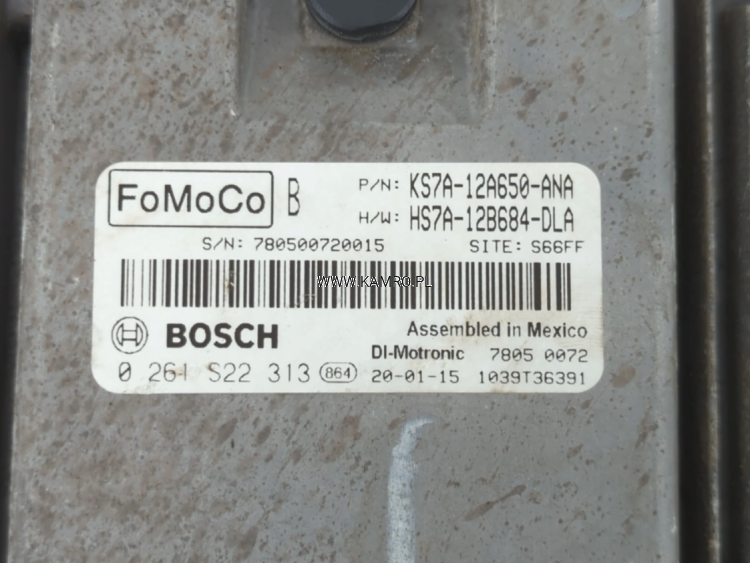 FoMoCo B P/N: KS7A-12A650-ANA
H/W: HS7A-12B684-DLA
S/N: 780500720015 SITE: S66FF
WWW.KAMRO.PL
BOSCH Assembled in Mexico
DI-Motronic 7805 0072
0 261 S22 313 864 20-01-15 1039T36391